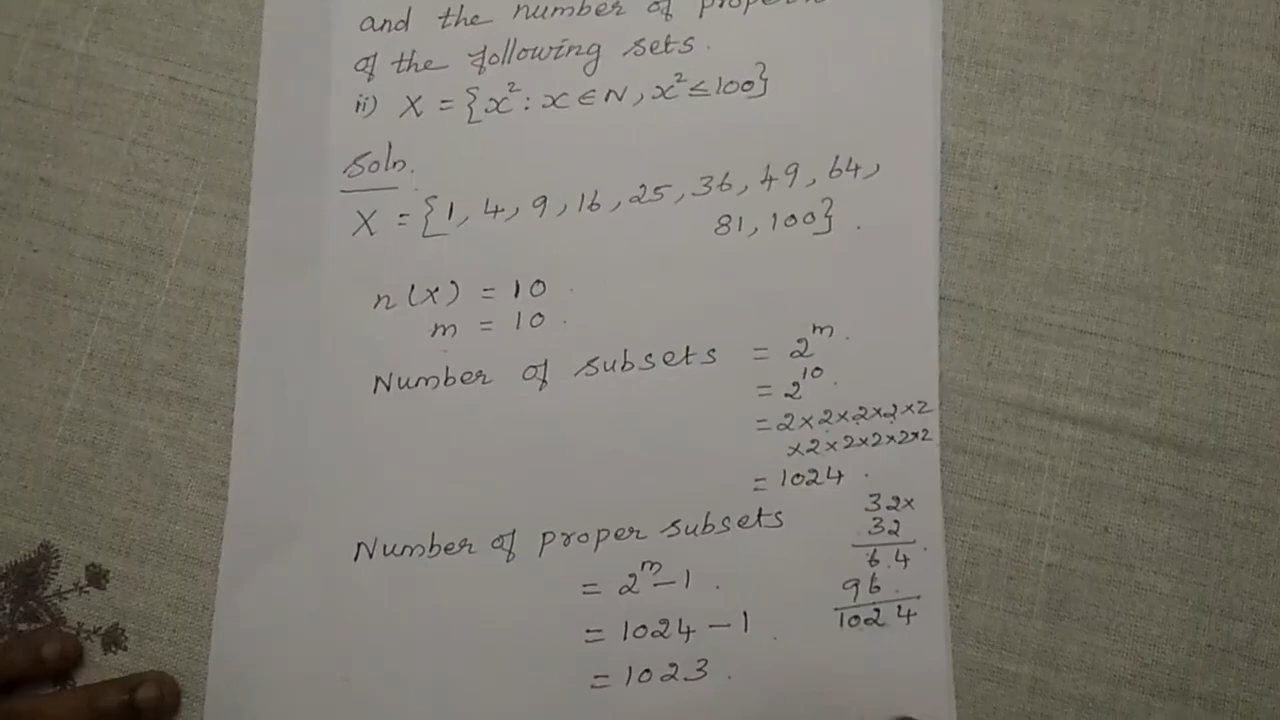 and the number of
of the following sets.
ii) X = {x² : x ∈ N, x² ≤ 100}
Soln.
X = {1, 4, 9, 16, 25, 36, 49, 64,
81, 100}.
n(X) = 10
m = 10.
Number of subsets = 2^m.
= 2^10.
= 2×2×2×2×2
×2×2×2×2×2
= 1024.
Number of proper subsets
= 2^m - 1.
= 1024 - 1.
= 1023.
32×
32
6.4.
96.
1024